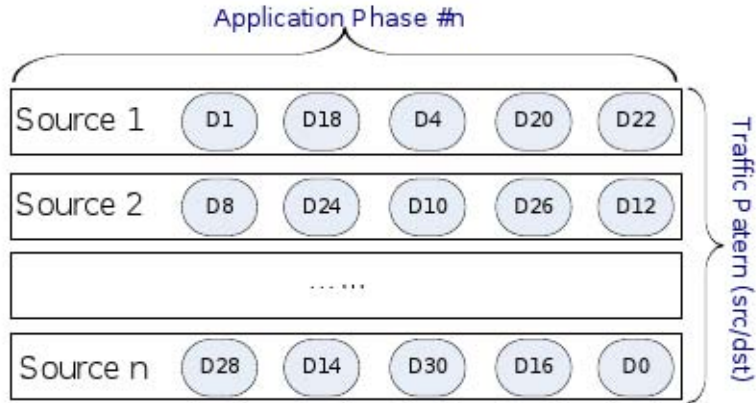 Application Phase #n
Source 1 D1 D18 D4 D20 D22
Source 2 D8 D24 D10 D26 D12
... ...
Source n D28 D14 D30 D16 D0
Traffic Patern (src/dst)